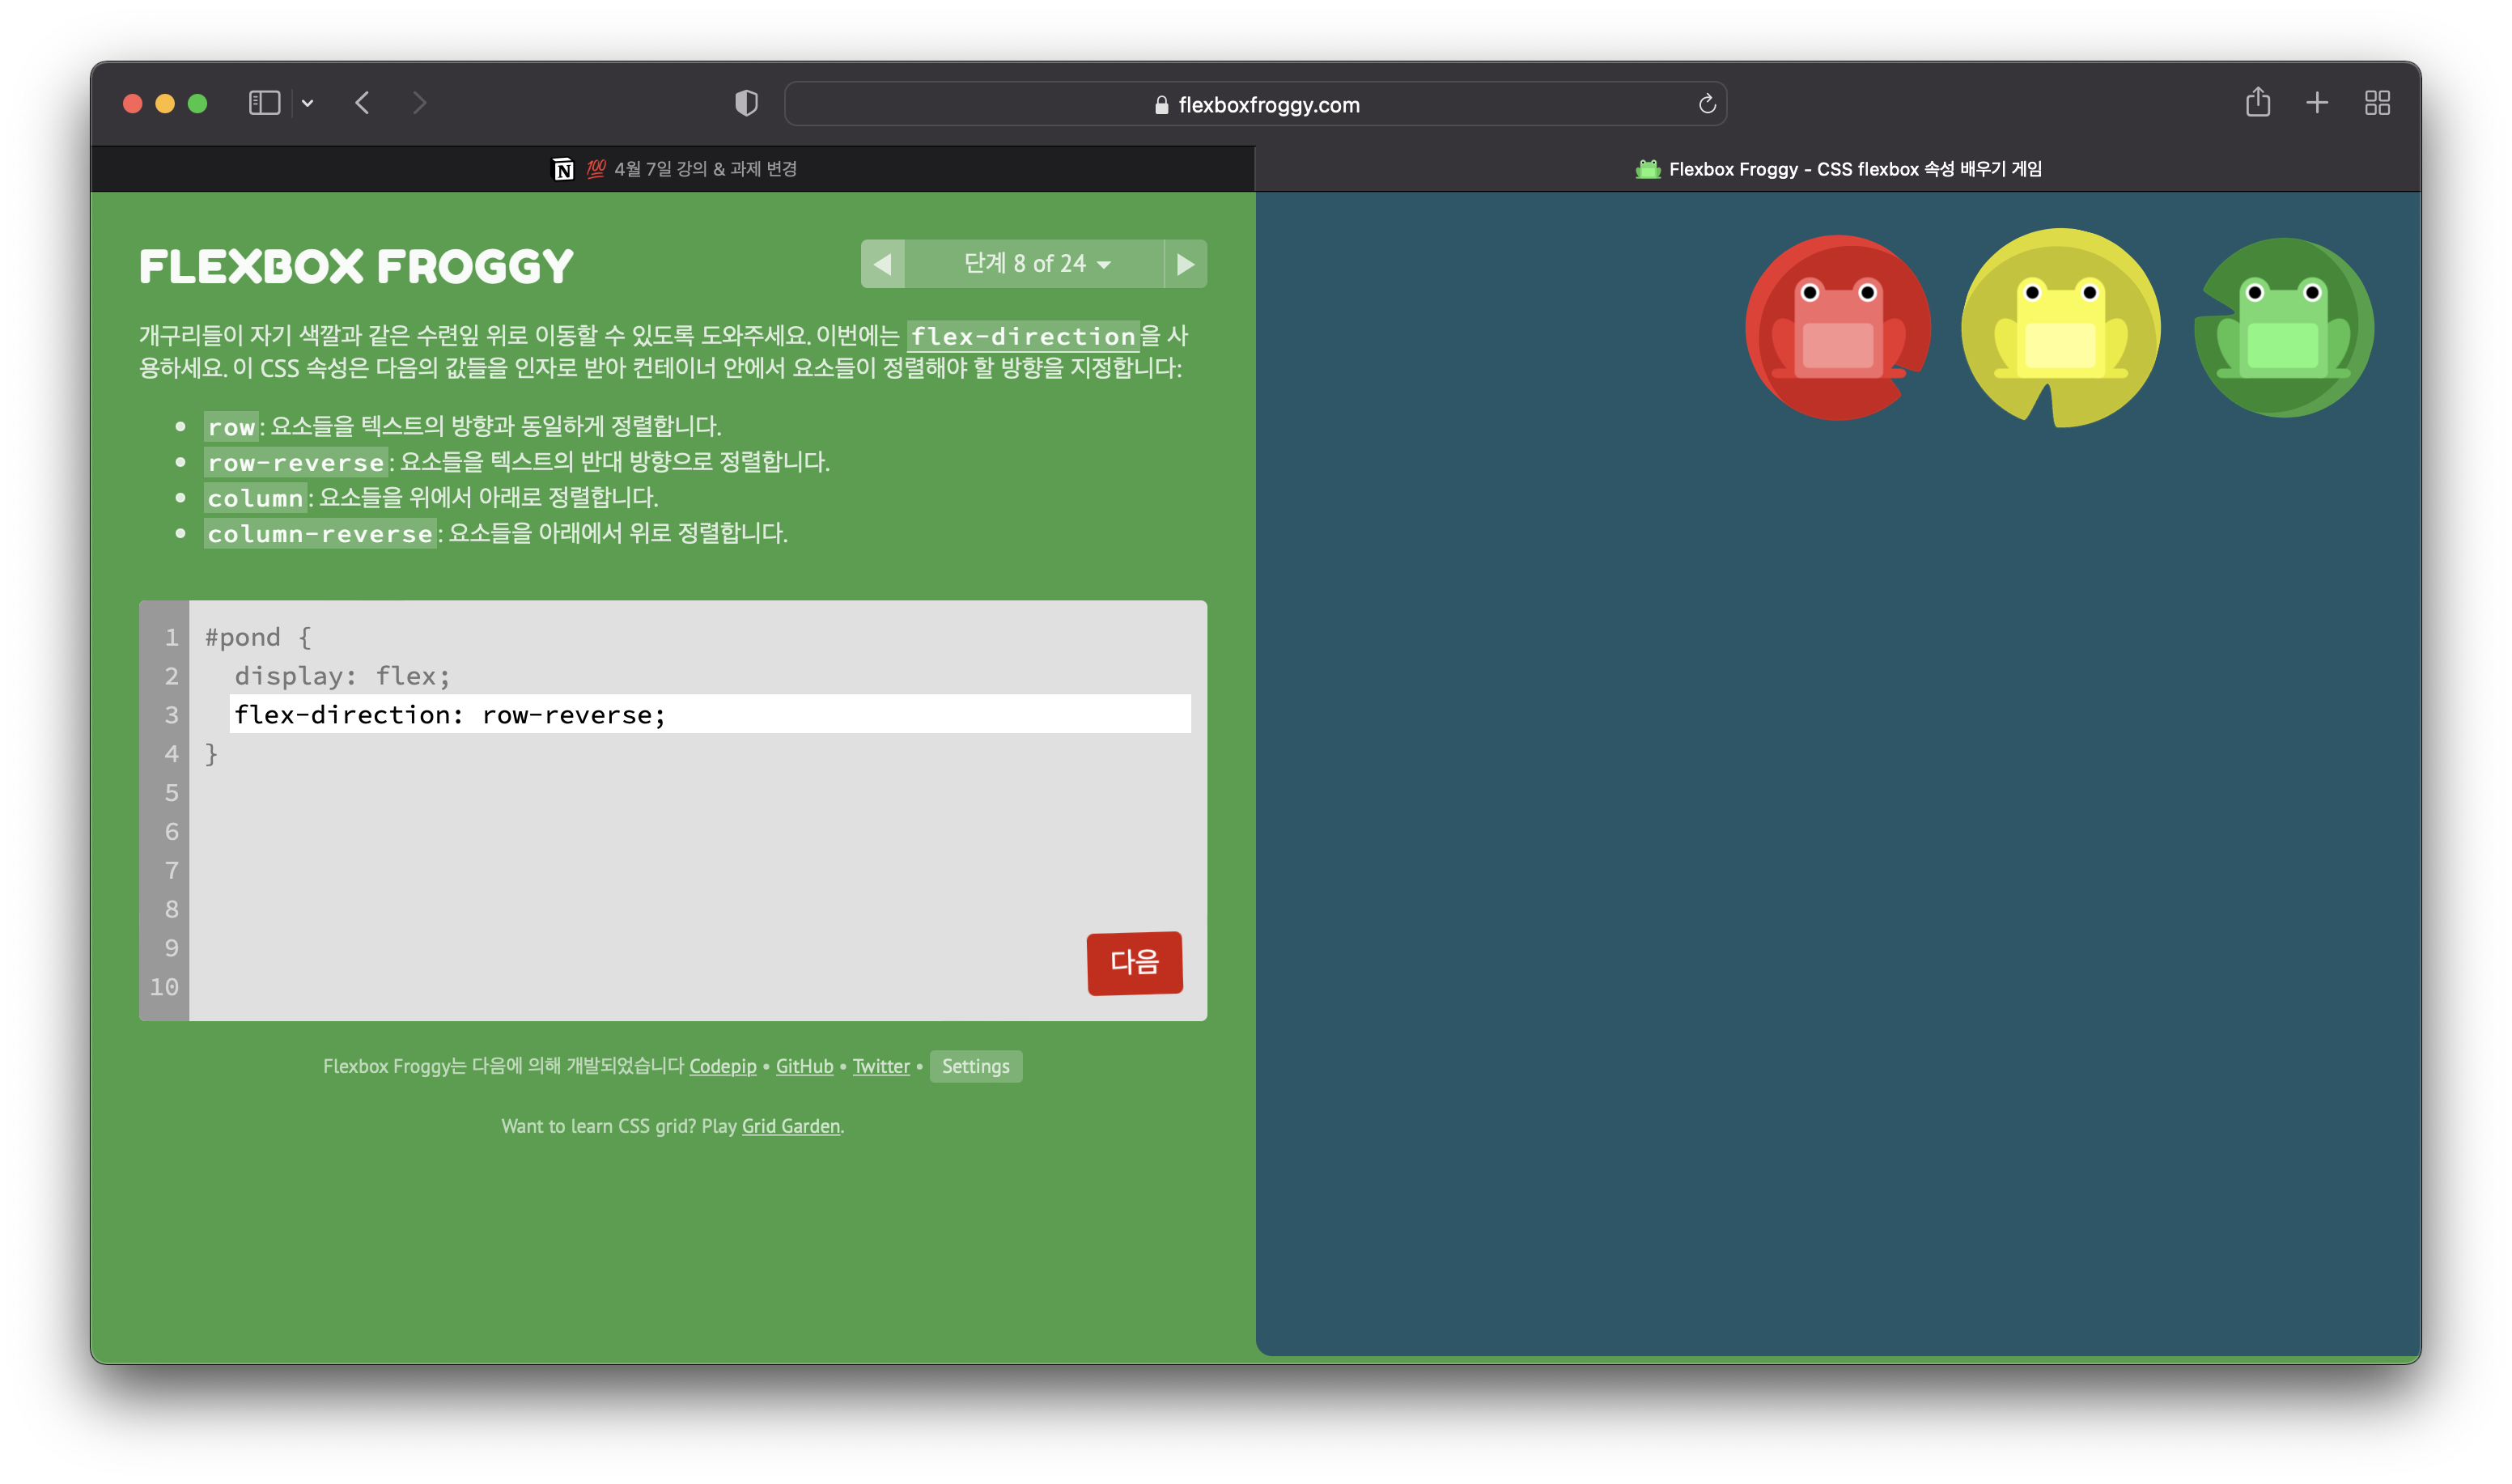 flexboxfroggy.com
💯 4월 7일 강의 & 과제 변경
Flexbox Froggy - CSS flexbox 속성 배우기 게임
FLEXBOX FROGGY
단계 8 of 24
개구리들이 자기 색깔과 같은 수련잎 위로 이동할 수 있도록 도와주세요. 이번에는 flex-direction을 사
용하세요. 이 CSS 속성은 다음의 값들을 인자로 받아 컨테이너 안에서 요소들이 정렬해야 할 방향을 지정합니다:
• row: 요소들을 텍스트의 방향과 동일하게 정렬합니다.
• row-reverse: 요소들을 텍스트의 반대 방향으로 정렬합니다.
• column: 요소들을 위에서 아래로 정렬합니다.
• column-reverse: 요소들을 아래에서 위로 정렬합니다.
1 #pond {
2 display: flex;
3 flex-direction: row-reverse;
4 }
5
6
7
8
9
10
다음
Flexbox Froggy는 다음에 의해 개발되었습니다 Codepip • GitHub • Twitter • Settings
Want to learn CSS grid? Play Grid Garden.